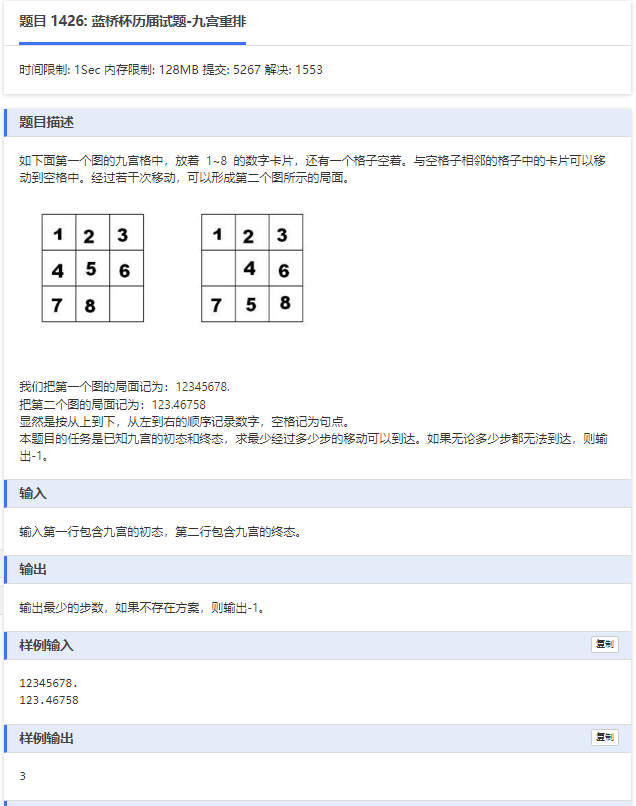 题目 1426: 蓝桥杯历届试题-九宫重排
时间限制: 1Sec 内存限制: 128MB 提交: 5267 解决: 1553
题目描述
如下面第一个图的九宫格中，放着 1~8 的数字卡片，还有一个格子空着。与空格子相邻的格子中的卡片可以移
动到空格中。经过若干次移动，可以形成第二个图所示的局面。
1 2 3 1 2 3
4 5 6 4 6
7 8 7 5 8
我们把第一个图的局面记为：12345678.
把第二个图的局面记为：123.46758
显然是按从上到下，从左到右的顺序记录数字，空格记为句点。
本题目的任务是已知九宫的初态和终态，求最少经过多少步的移动可以到达。如果无论多少步都无法到达，则输
出-1。
输入
输入第一行包含九宫的初态，第二行包含九宫的终态。
输出
输出最少的步数，如果不存在方案，则输出-1。
样例输入 复制
12345678.
123.46758
样例输出 复制
3